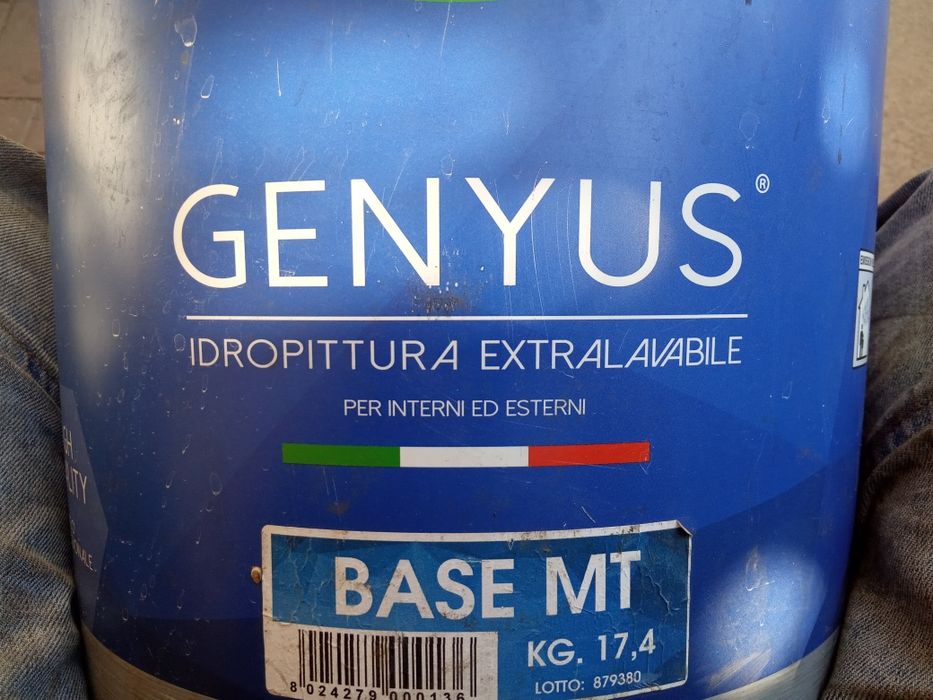 GENYUS®
IDROPITTURA EXTRALAVABILE
PER INTERNI ED ESTERNI
BASE MT
KG. 17,4
LOTTO: 879380
8 024279 000136